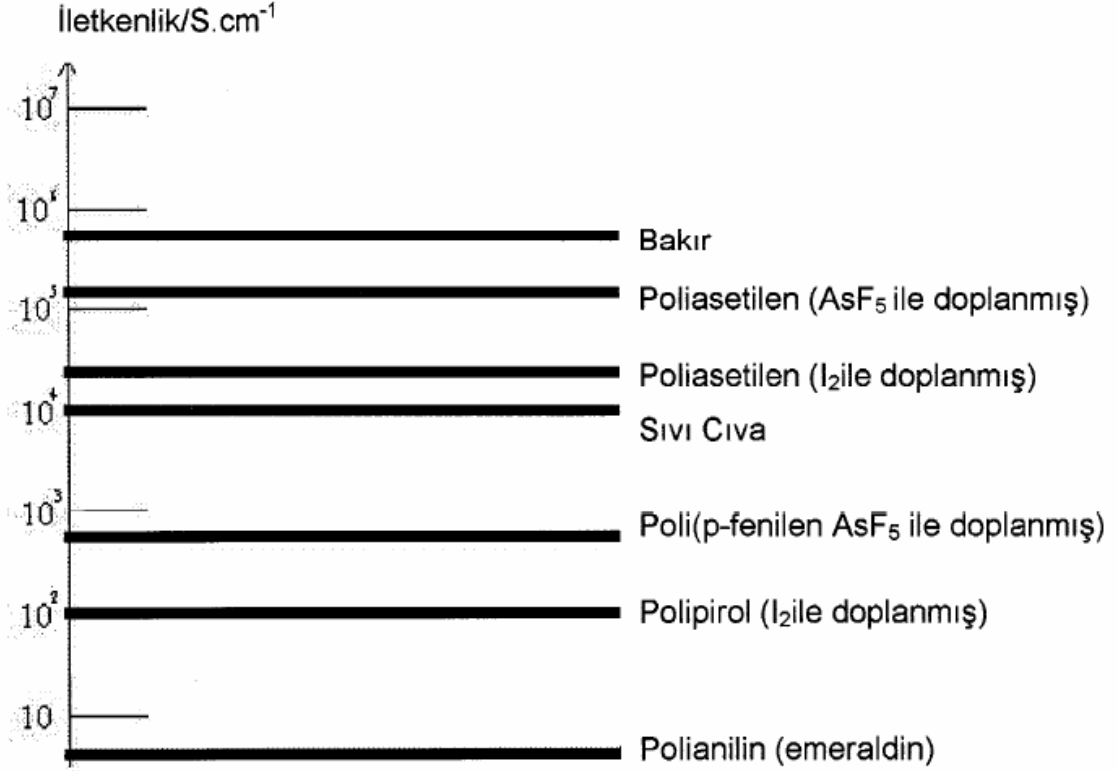 İletkenlik/S.cm⁻¹
10⁷
10⁶
Bakır
Poliasetilen (AsF₅ ile doplanmış)
10⁵
Poliasetilen (I₂ile doplanmış)
10⁴
Sıvı Cıva
10³
Poli(p-fenilen AsF₅ ile doplanmış)
10²
Polipirol (I₂ile doplanmış)
10
Polianilin (emeraldin)